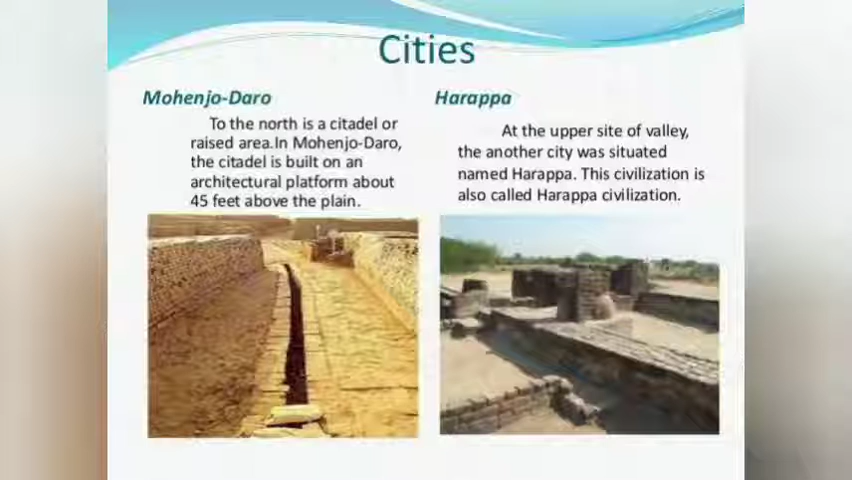 Cities
Mohenjo-Daro
To the north is a citadel or
raised area.In Mohenjo-Daro,
the citadel is built on an
architectural platform about
45 feet above the plain.
Harappa
At the upper site of valley,
the another city was situated
named Harappa. This civilization is
also called Harappa civilization.